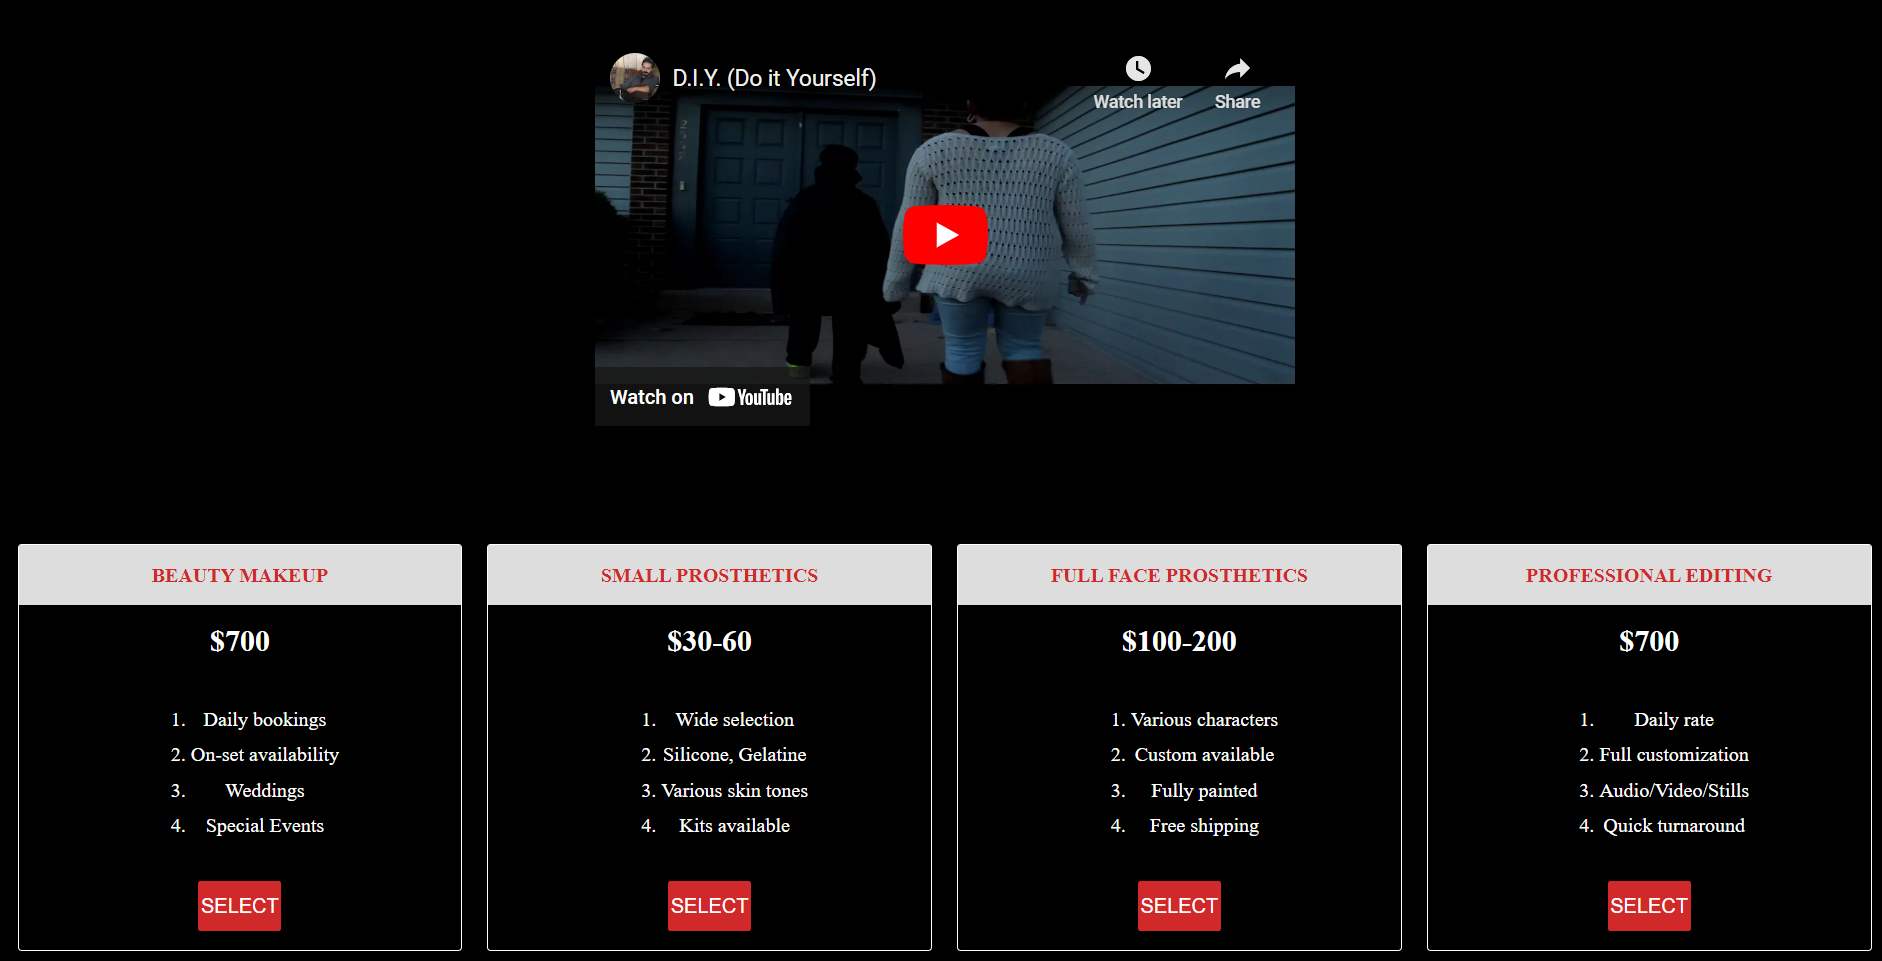 D.I.Y. (Do it Yourself)
Watch later
Share
Watch on YouTube
BEAUTY MAKEUP
$700
1. Daily bookings
2. On-set availability
3. Weddings
4. Special Events
SELECT
SMALL PROSTHETICS
$30-60
1. Wide selection
2. Silicone, Gelatine
3. Various skin tones
4. Kits available
SELECT
FULL FACE PROSTHETICS
$100-200
1. Various characters
2. Custom available
3. Fully painted
4. Free shipping
SELECT
PROFESSIONAL EDITING
$700
1. Daily rate
2. Full customization
3. Audio/Video/Stills
4. Quick turnaround
SELECT